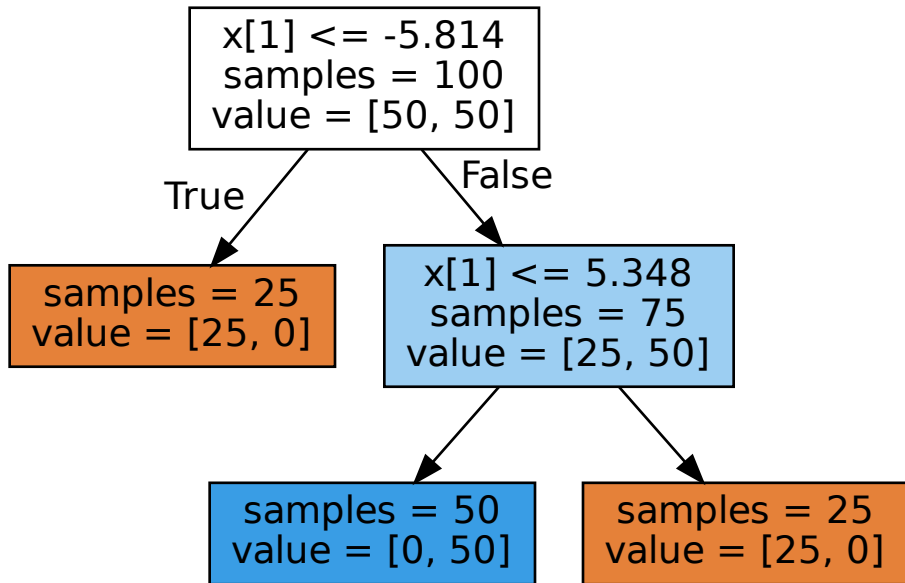 x[1] <= -5.814
samples = 100
value = [50, 50]
True
False
samples = 25
value = [25, 0]
x[1] <= 5.348
samples = 75
value = [25, 50]
samples = 50
value = [0, 50]
samples = 25
value = [25, 0]